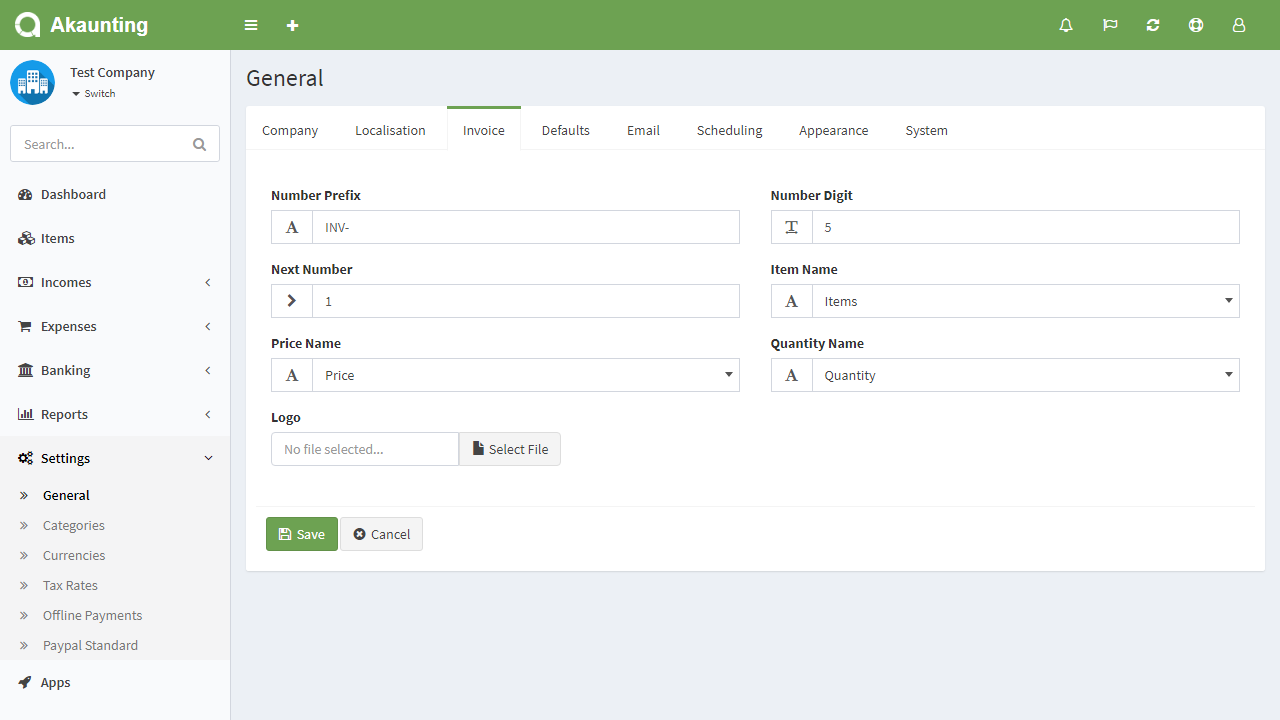 Akaunting
Test Company
Switch
Search...
Dashboard
Items
Incomes
Expenses
Banking
Reports
Settings
General
Categories
Currencies
Tax Rates
Offline Payments
Paypal Standard
Apps
General
Company Localisation Invoice Defaults Email Scheduling Appearance System
Number Prefix Number Digit
INV- 5
Next Number Item Name
1 Items
Price Name Quantity Name
Price Quantity
Logo
No file selected... Select File
Save Cancel